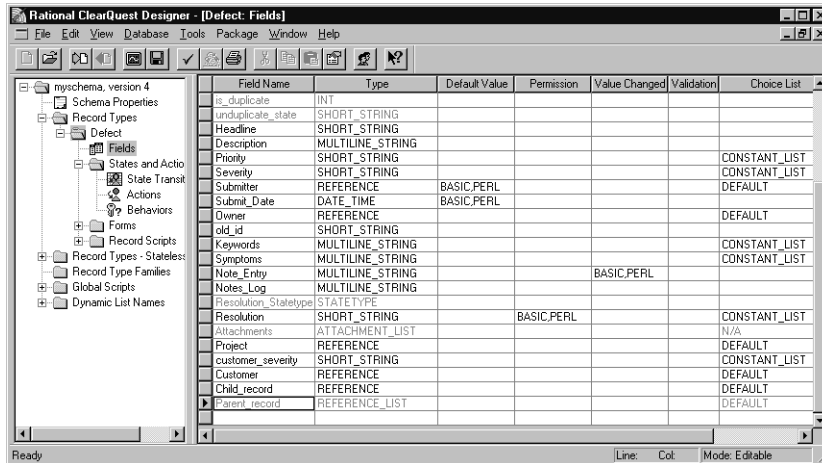 Rational ClearQuest Designer - [Defect: Fields]
File Edit View Database Tools Package Window Help
myschema, version 4
Schema Properties
Record Types
Defect
Fields
States and Actio
State Transit
Actions
Behaviors
Forms
Record Scripts
Record Types - Stateless
Record Type Families
Global Scripts
Dynamic List Names
Field Name Type Default Value Permission Value Changed Validation Choice List
is_duplicate INT
unduplicate_state SHORT_STRING
Headline SHORT_STRING
Description MULTILINE_STRING
Priority SHORT_STRING CONSTANT_LIST
Severity SHORT_STRING CONSTANT_LIST
Submitter REFERENCE BASIC,PERL DEFAULT
Submit_Date DATE_TIME BASIC,PERL
Owner REFERENCE DEFAULT
old_id SHORT_STRING
Keywords MULTILINE_STRING CONSTANT_LIST
Symptoms MULTILINE_STRING CONSTANT_LIST
Note_Entry MULTILINE_STRING BASIC,PERL
Notes_Log MULTILINE_STRING
Resolution_Statetype STATETYPE
Resolution SHORT_STRING BASIC,PERL CONSTANT_LIST
Attachments ATTACHMENT_LIST N/A
Project REFERENCE DEFAULT
customer_severity SHORT_STRING CONSTANT_LIST
Customer REFERENCE DEFAULT
Child_record REFERENCE DEFAULT
Parent_record REFERENCE_LIST DEFAULT
Ready Line: Col: Mode: Editable